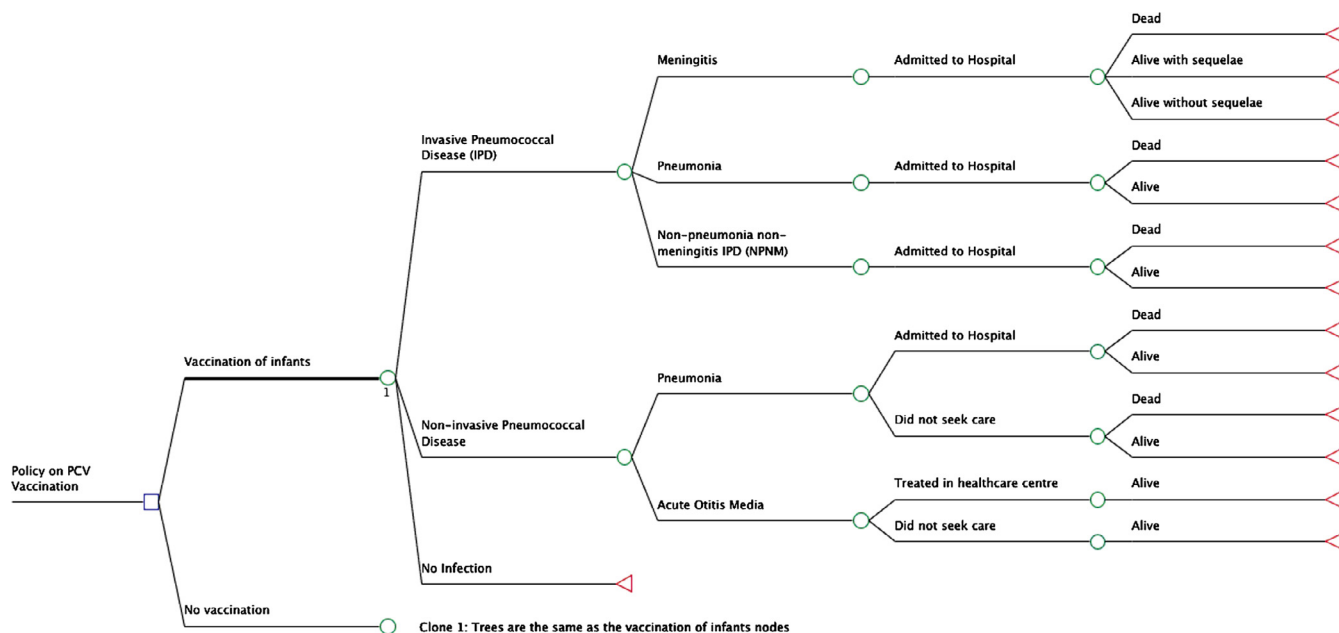 Dead
Meningitis
Admitted to Hospital
Alive with sequelae
Alive without sequelae
Invasive Pneumococcal
Disease (IPD)
Dead
Pneumonia
Admitted to Hospital
Alive
Non-pneumonia non-
meningitis IPD (NPNM)
Dead
Admitted to Hospital
Alive
Dead
Admitted to Hospital
Vaccination of infants
Alive
1
Pneumonia
Dead
Did not seek care
Non-invasive Pneumococcal
Disease
Alive
Policy on PCV
Vaccination
Treated in healthcare centre
Alive
Acute Otitis Media
Did not seek care
Alive
No Infection
No vaccination
Clone 1: Trees are the same as the vaccination of infants nodes